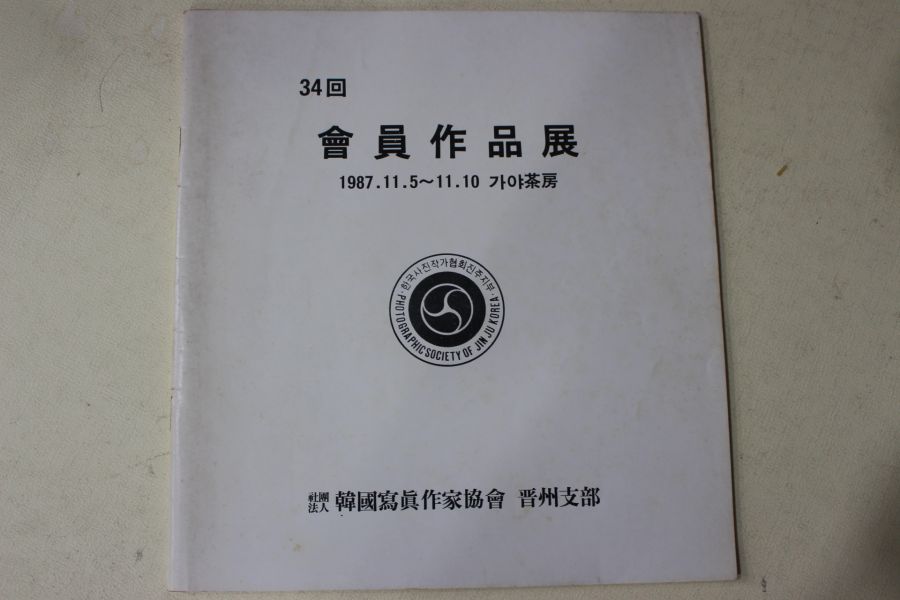 34回
會員作品展
1987.11.5~11.10 가야茶房
한국사진작가협회진주지부
PHOTOGRAPHIC SOCIETY OF JIN JU KOREA
社團法人 韓國寫眞作家協會 晋州支部